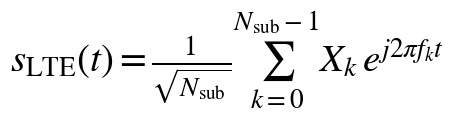 s_LTE(t) = 1/√N_sub ∑_{k=0}^{N_sub−1} X_k e^{j2πf_k t}